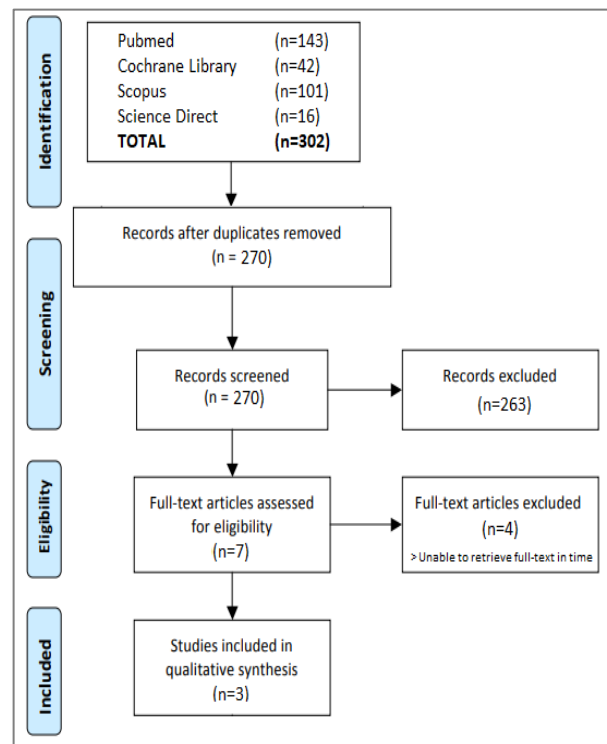 Identification
Pubmed (n=143)
Cochrane Library (n=42)
Scopus (n=101)
Science Direct (n=16)
TOTAL (n=302)
Screening
Records after duplicates removed
(n = 270)
Records screened
(n = 270)
Records excluded
(n=263)
Eligibility
Full-text articles assessed
for eligibility
(n=7)
Full-text articles excluded
(n=4)
> Unable to retrieve full-text in time
Included
Studies included in
qualitative synthesis
(n=3)